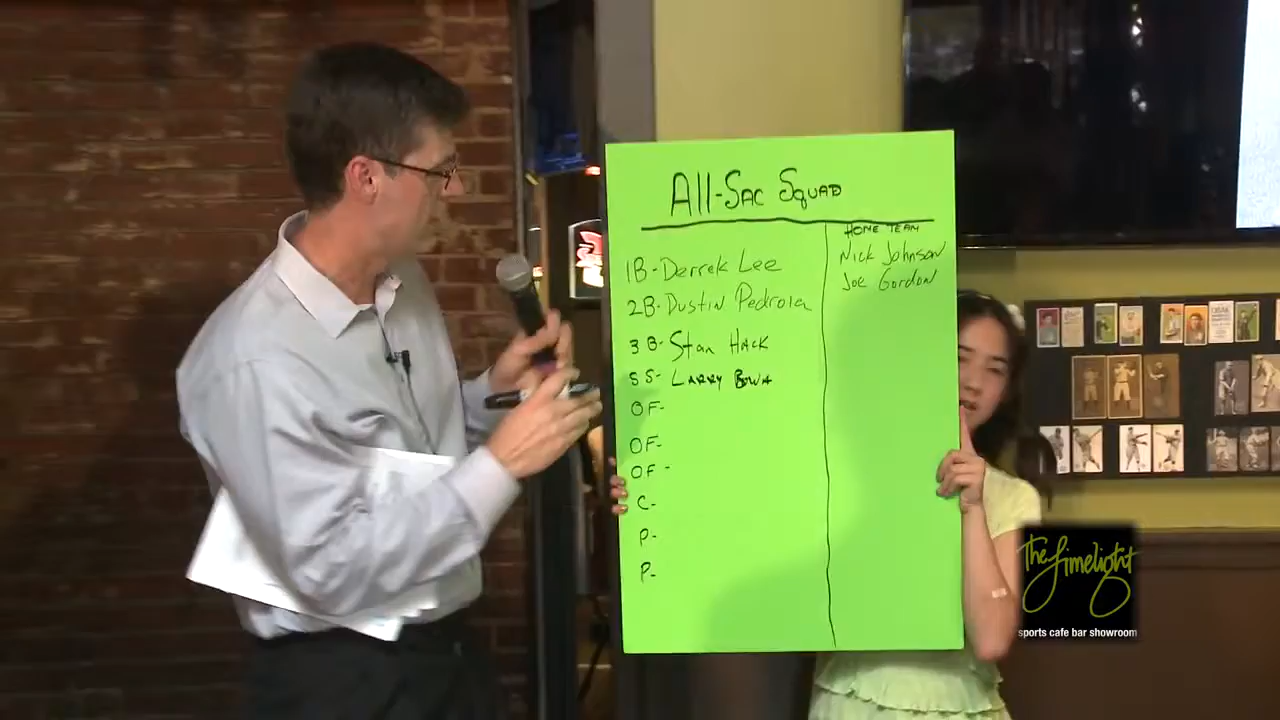 All-Sac Squad
HOME TEAM
1B-Derrek Lee
Nick Johnson
2B-Dustin Pedroia
Joe Gordon
3B-Stan Hack
SS-Larry Bowa
OF-
OF-
OF-
C-
P-
P-
The Limelight
sports cafe bar showroom